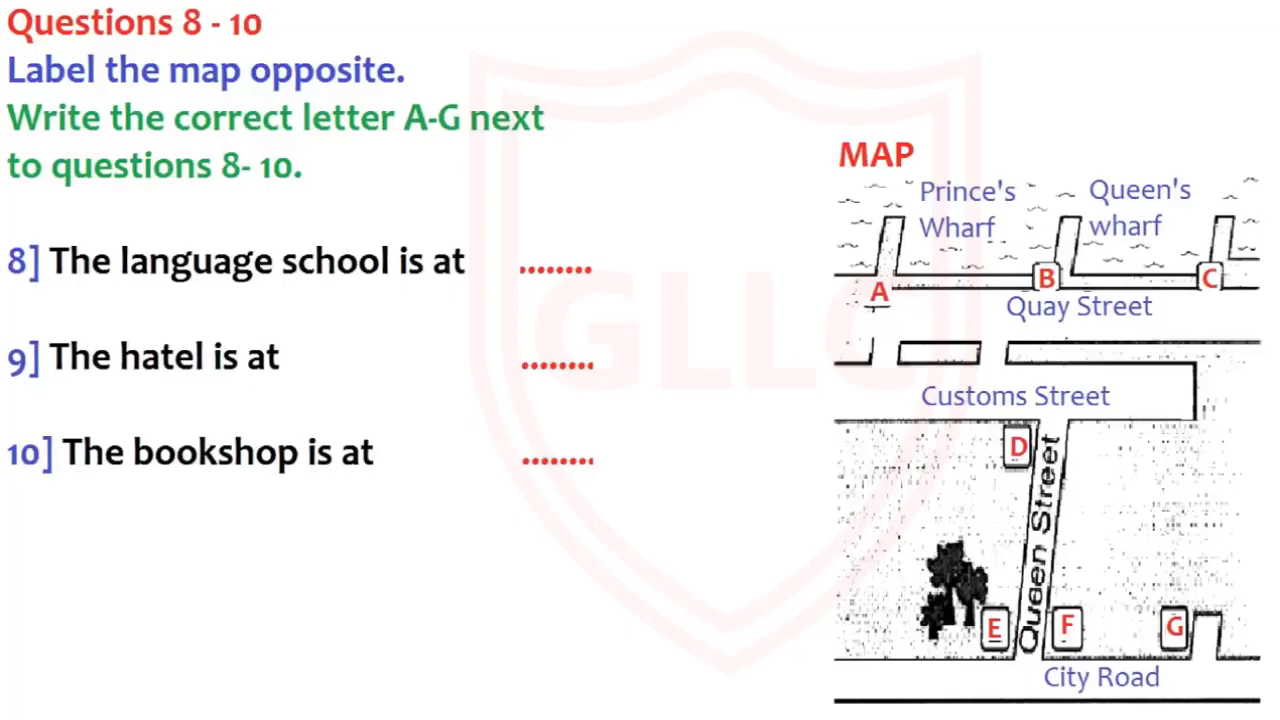 Questions 8 - 10
Label the map opposite.
Write the correct letter A-G next
to questions 8- 10.
8] The language school is at ........
9] The hatel is at ........
10] The bookshop is at ........
MAP
Prince's
Wharf
Queen's
wharf
A
B
C
Quay Street
Customs Street
D
Queen Street
E
F
G
City Road
GLLC